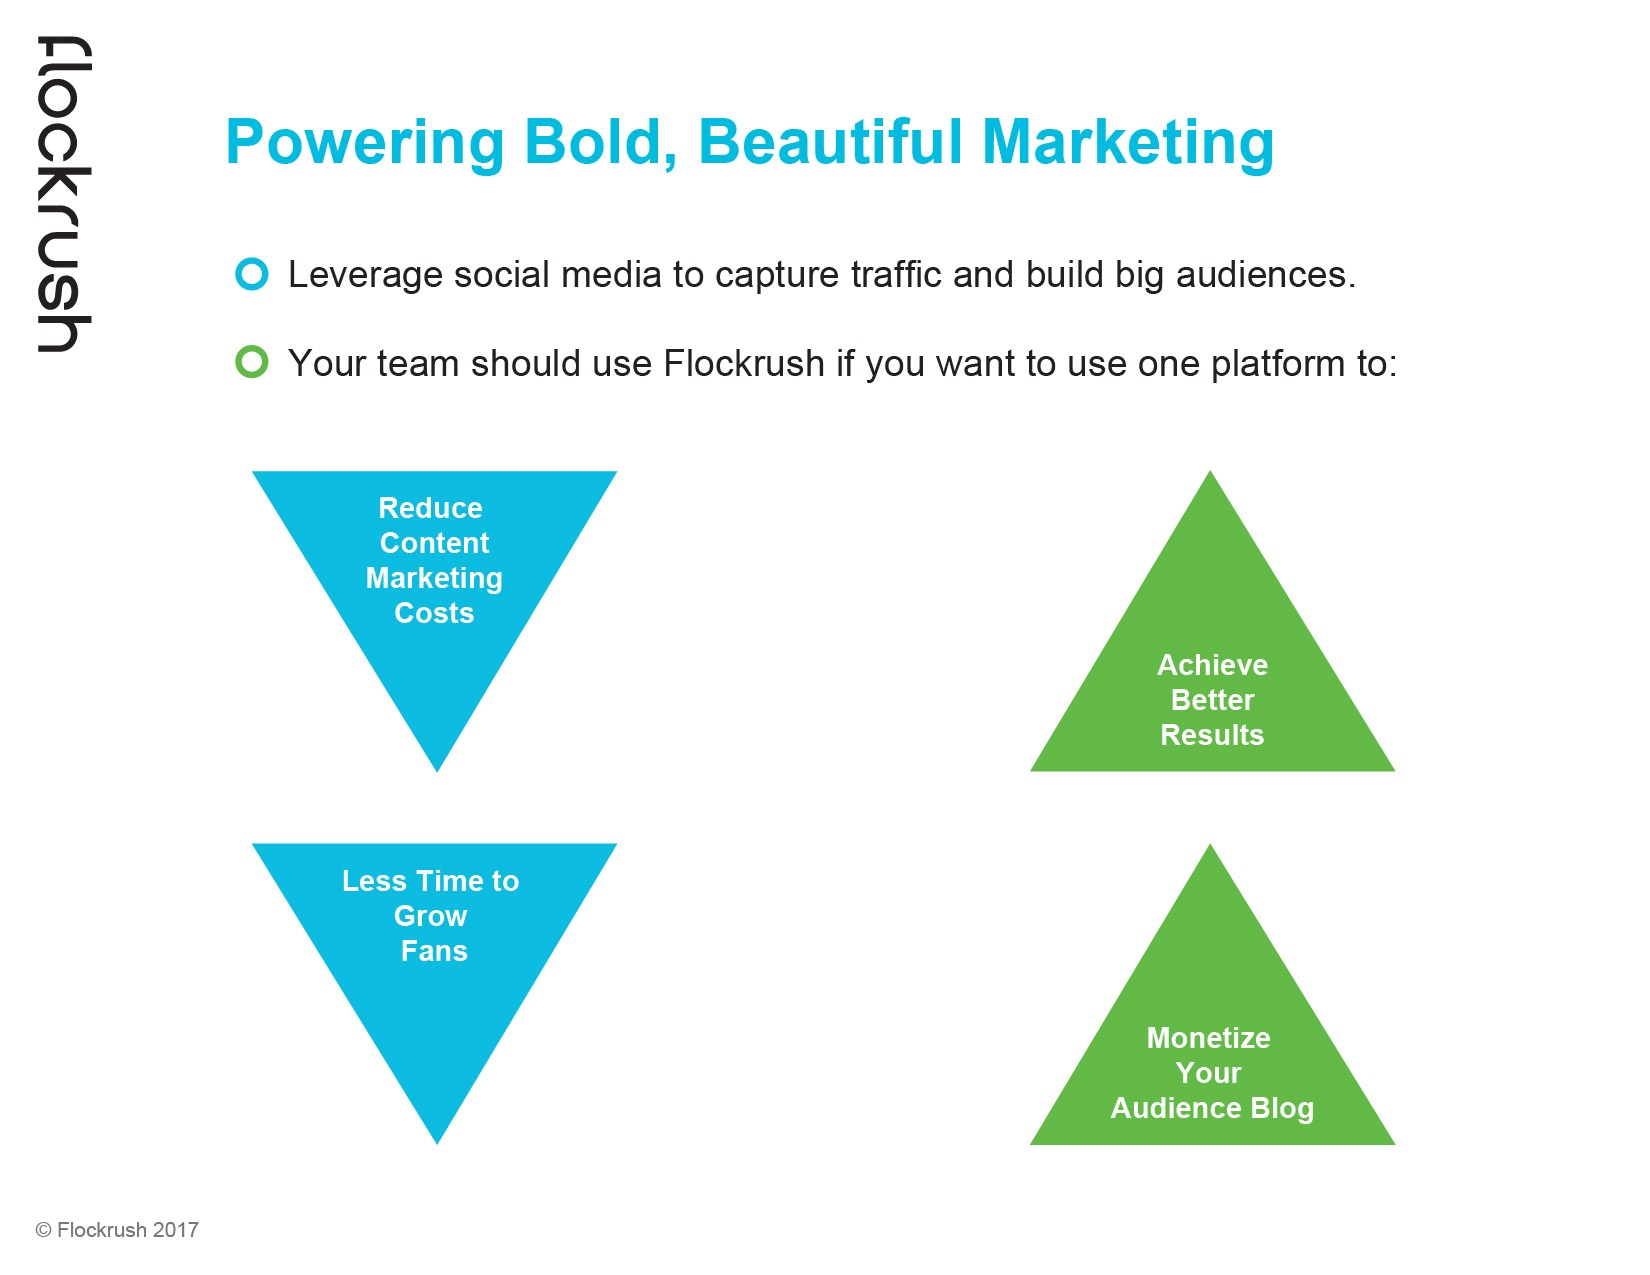 flockrush
Powering Bold, Beautiful Marketing
Leverage social media to capture traffic and build big audiences.
Your team should use Flockrush if you want to use one platform to:
Reduce
Content
Marketing
Costs
Achieve
Better
Results
Less Time to
Grow
Fans
Monetize
Your
Audience Blog
© Flockrush 2017